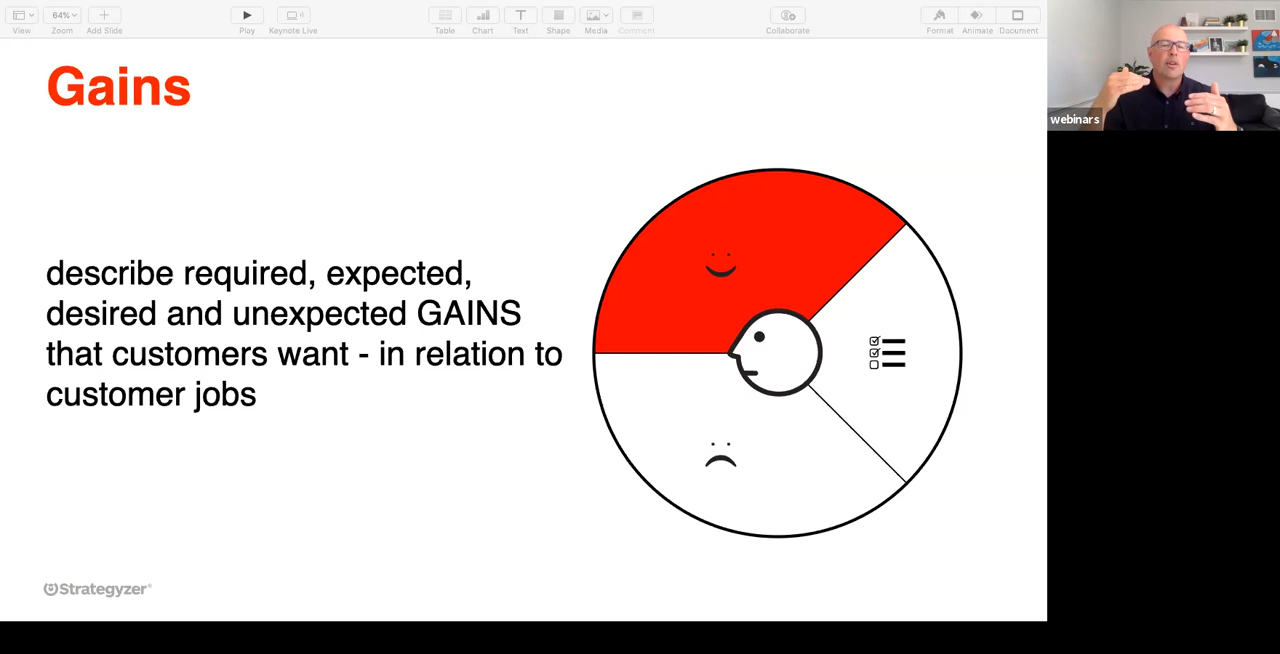 View
64%
Zoom
Add Slide
Play
Keynote Live
Table
Chart
Text
Shape
Media
Comment
Collaborate
Format
Animate
Document
webinars
Gains
describe required, expected,
desired and unexpected GAINS
that customers want - in relation to
customer jobs
Strategyzer®